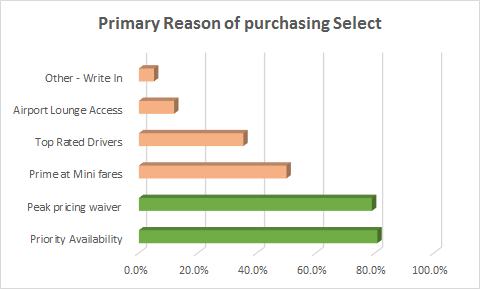 Primary Reason of purchasing Select
Other - Write In
Airport Lounge Access
Top Rated Drivers
Prime at Mini fares
Peak pricing waiver
Priority Availability
0.0% 20.0% 40.0% 60.0% 80.0% 100.0%